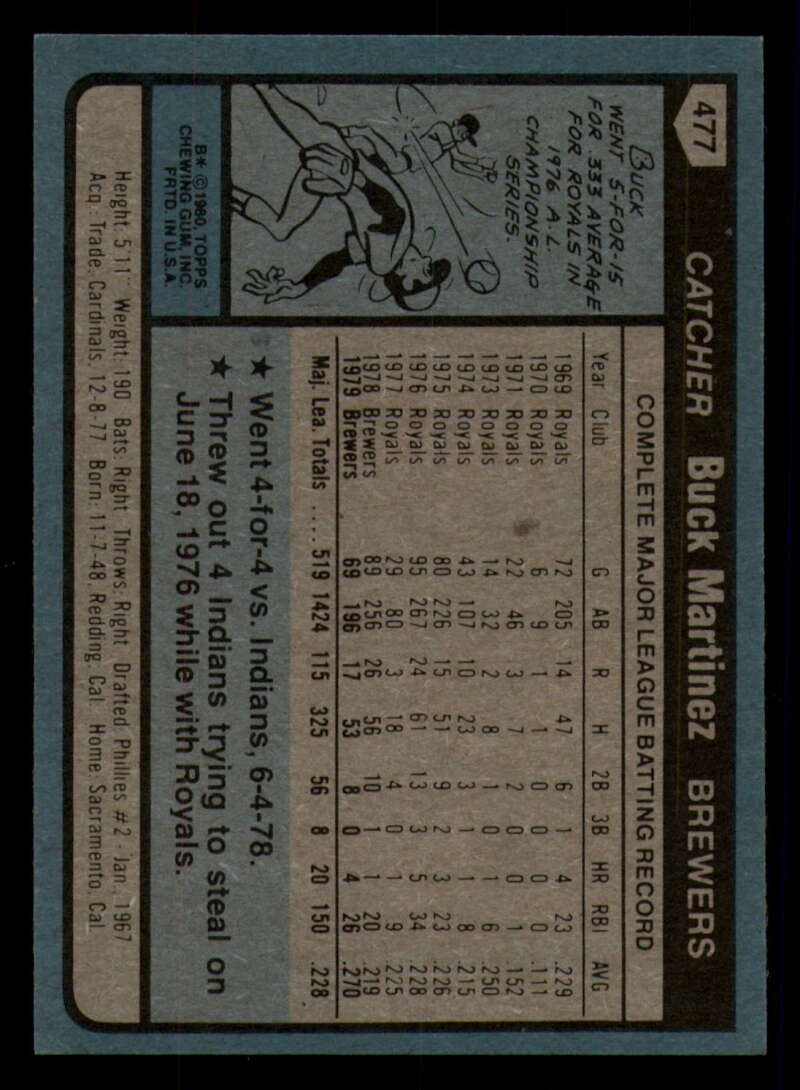 477
CATCHER Buck Martinez BREWERS
BUCK
WENT 5-FOR-15
FOR .333 AVERAGE
FOR ROYALS IN
1976 A.L.
CHAMPIONSHIP
SERIES.
B* © 1980 TOPPS
CHEWING GUM, INC.
PRTD. IN U.S.A.
COMPLETE MAJOR LEAGUE BATTING RECORD
Year Club G AB R H 2B 3B HR RBI AVG
1969 Royals 72 205 14 47 6 1 4 23 .229
1970 Royals 6 9 1 1 0 0 0 0 .111
1971 Royals 22 46 3 7 2 0 0 1 .152
1973 Royals 14 32 2 8 1 0 1 6 .250
1974 Royals 43 107 10 23 3 1 1 8 .215
1975 Royals 80 226 15 51 9 2 3 23 .226
1976 Royals 95 267 24 61 13 3 5 34 .228
1977 Royals 29 80 3 18 4 0 1 9 .225
1978 Brewers 89 256 26 56 10 1 1 20 .219
1979 Brewers 69 196 17 53 8 0 4 26 .270
Maj. Lea. Totals .... 519 1424 115 325 56 8 20 150 .228
★ Went 4-for-4 vs. Indians, 6-4-78.
★ Threw out 4 Indians trying to steal on
June 18, 1976 while with Royals.
Height: 5'11" Weight: 190 Bats: Right Throws: Right Drafted: Phillies #2 - Jan., 1967
Acq: Trade, Cardinals, 12-8-77 Born: 11-7-48, Redding, Cal Home: Sacramento, Cal